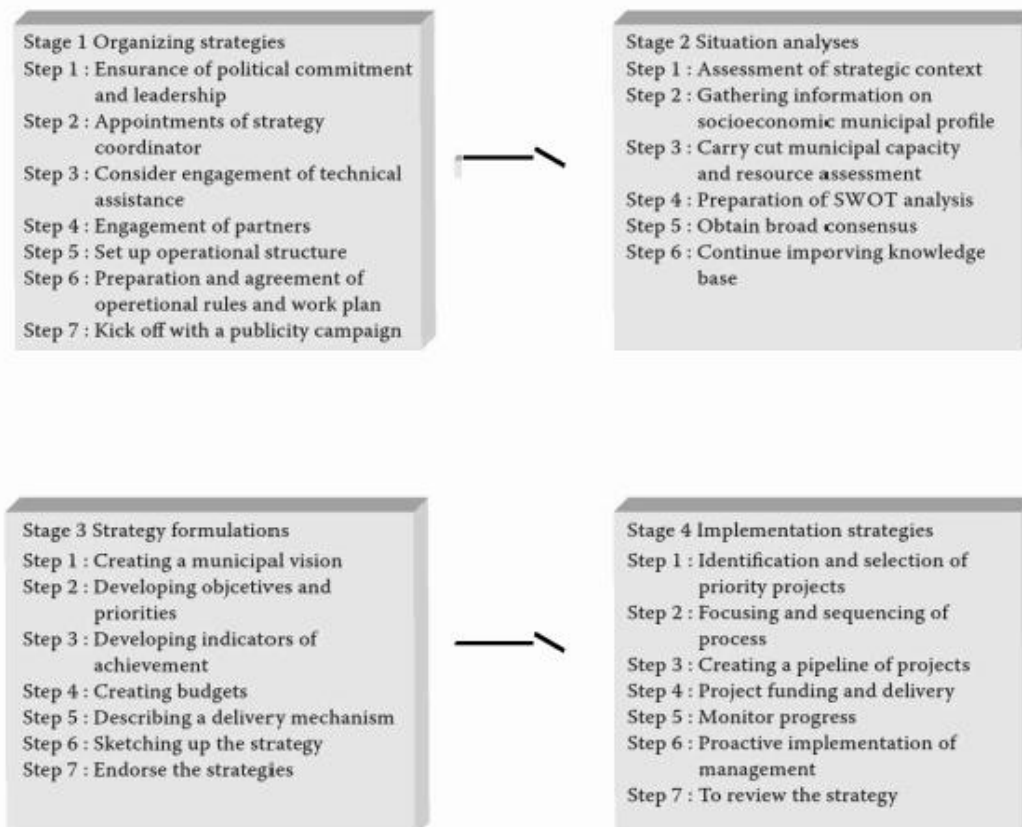 Stage 1 Organizing strategies
Step 1 : Ensurance of political commitment
and leadership
Step 2 : Appointments of strategy
coordinator
Step 3 : Consider engagement of technical
assistance
Step 4 : Engagement of partners
Step 5 : Set up operational structure
Step 6 : Preparation and agreement of
operetional rules and work plan
Step 7 : Kick off with a publicity campaign
Stage 2 Situation analyses
Step 1 : Assessment of strategic context
Step 2 : Gathering information on
socioeconomic municipal profile
Step 3 : Carry cut municipal capacity
and resource assessment
Step 4 : Preparation of SWOT analysis
Step 5 : Obtain broad consensus
Step 6 : Continue imporving knowledge
base
Stage 3 Strategy formulations
Step 1 : Creating a municipal vision
Step 2 : Developing objcetives and
priorities
Step 3 : Developing indicators of
achievement
Step 4 : Creating budgets
Step 5 : Describing a delivery mechanism
Step 6 : Sketching up the strategy
Step 7 : Endorse the strategies
Stage 4 Implementation strategies
Step 1 : Identification and selection of
priority projects
Step 2 : Focusing and sequencing of
process
Step 3 : Creating a pipeline of projects
Step 4 : Project funding and delivery
Step 5 : Monitor progress
Step 6 : Proactive implementation of
management
Step 7 : To review the strategy